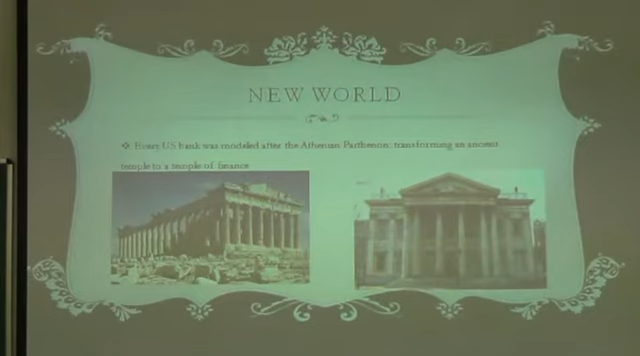 NEW WORLD
Every US bank was modeled after the Athenian Parthenon; transforming an ancient
temple to a temple of finance